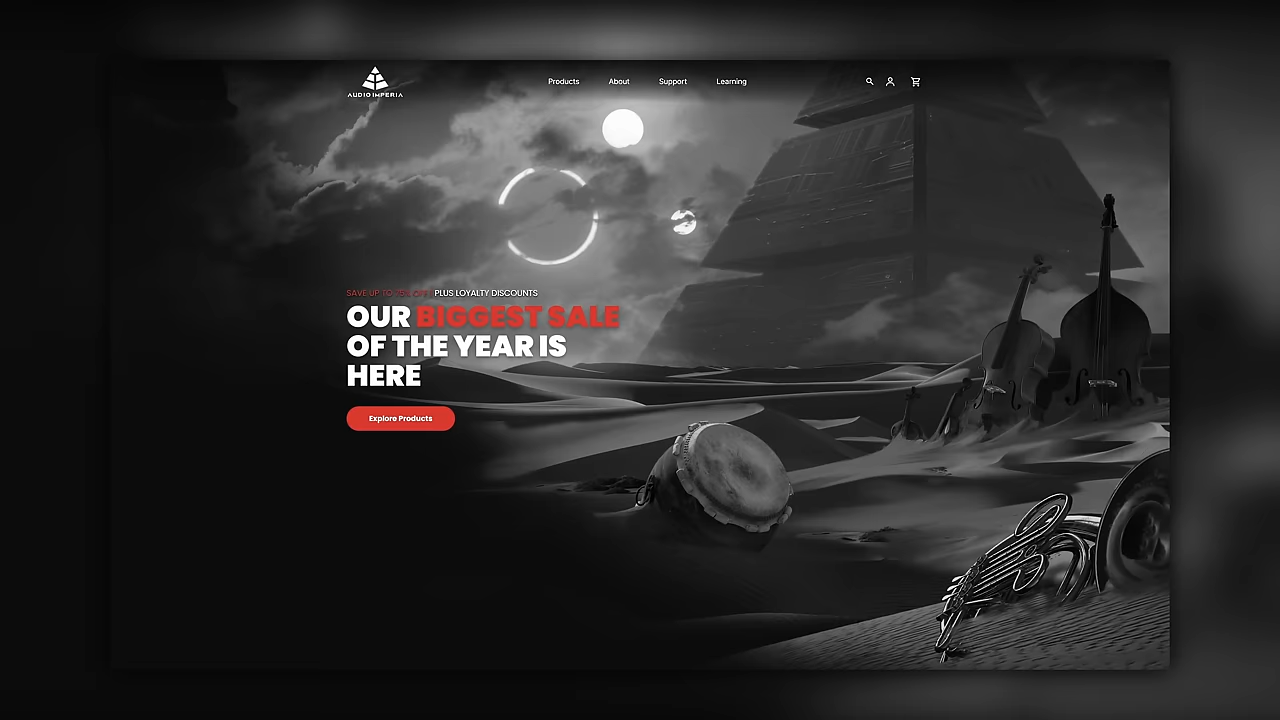 AUDIO IMPERIA
Products
About
Support
Learning
SAVE UP TO 75% OFF! PLUS LOYALTY DISCOUNTS
OUR BIGGEST SALE
OF THE YEAR IS
HERE
Explore Products